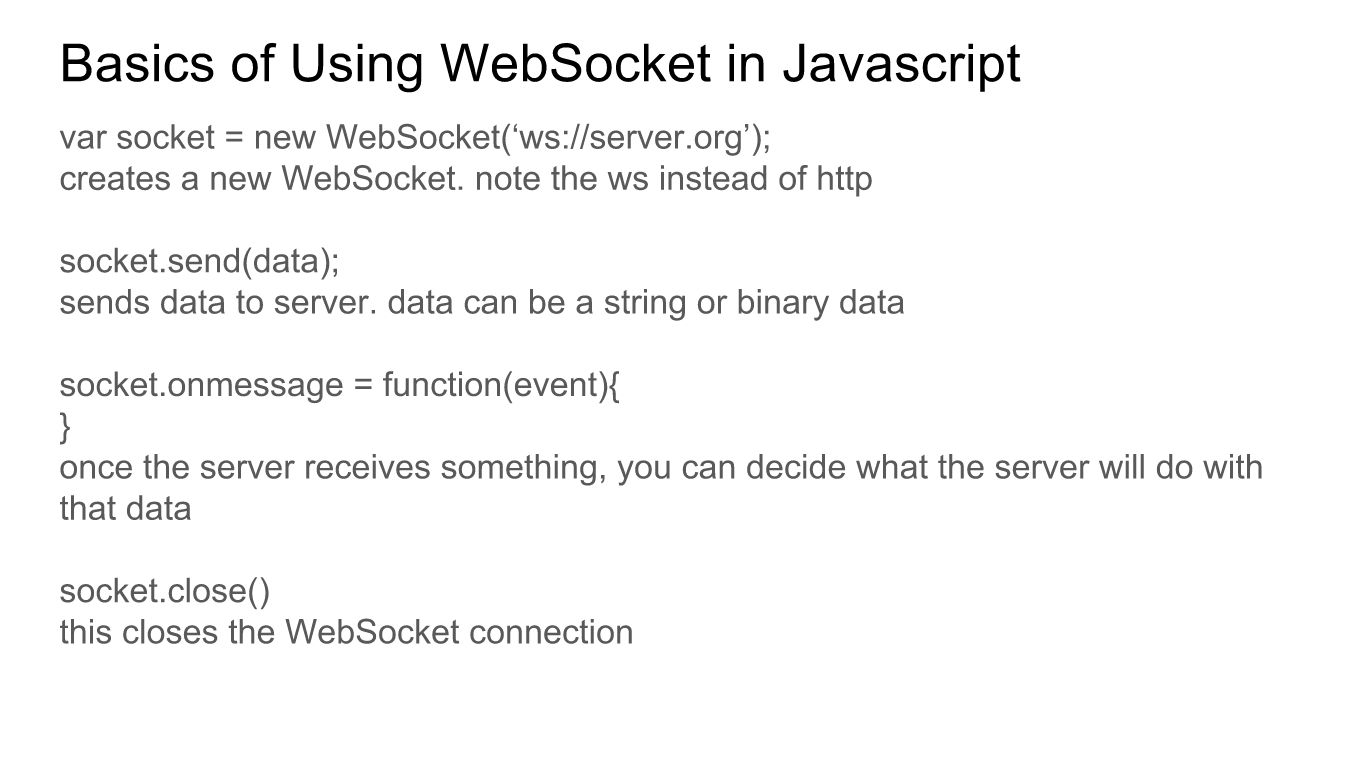 Basics of Using WebSocket in Javascript
var socket = new WebSocket(‘ws://server.org’);
creates a new WebSocket. note the ws instead of http
socket.send(data);
sends data to server. data can be a string or binary data
socket.onmessage = function(event){
}
once the server receives something, you can decide what the server will do with
that data
socket.close()
this closes the WebSocket connection